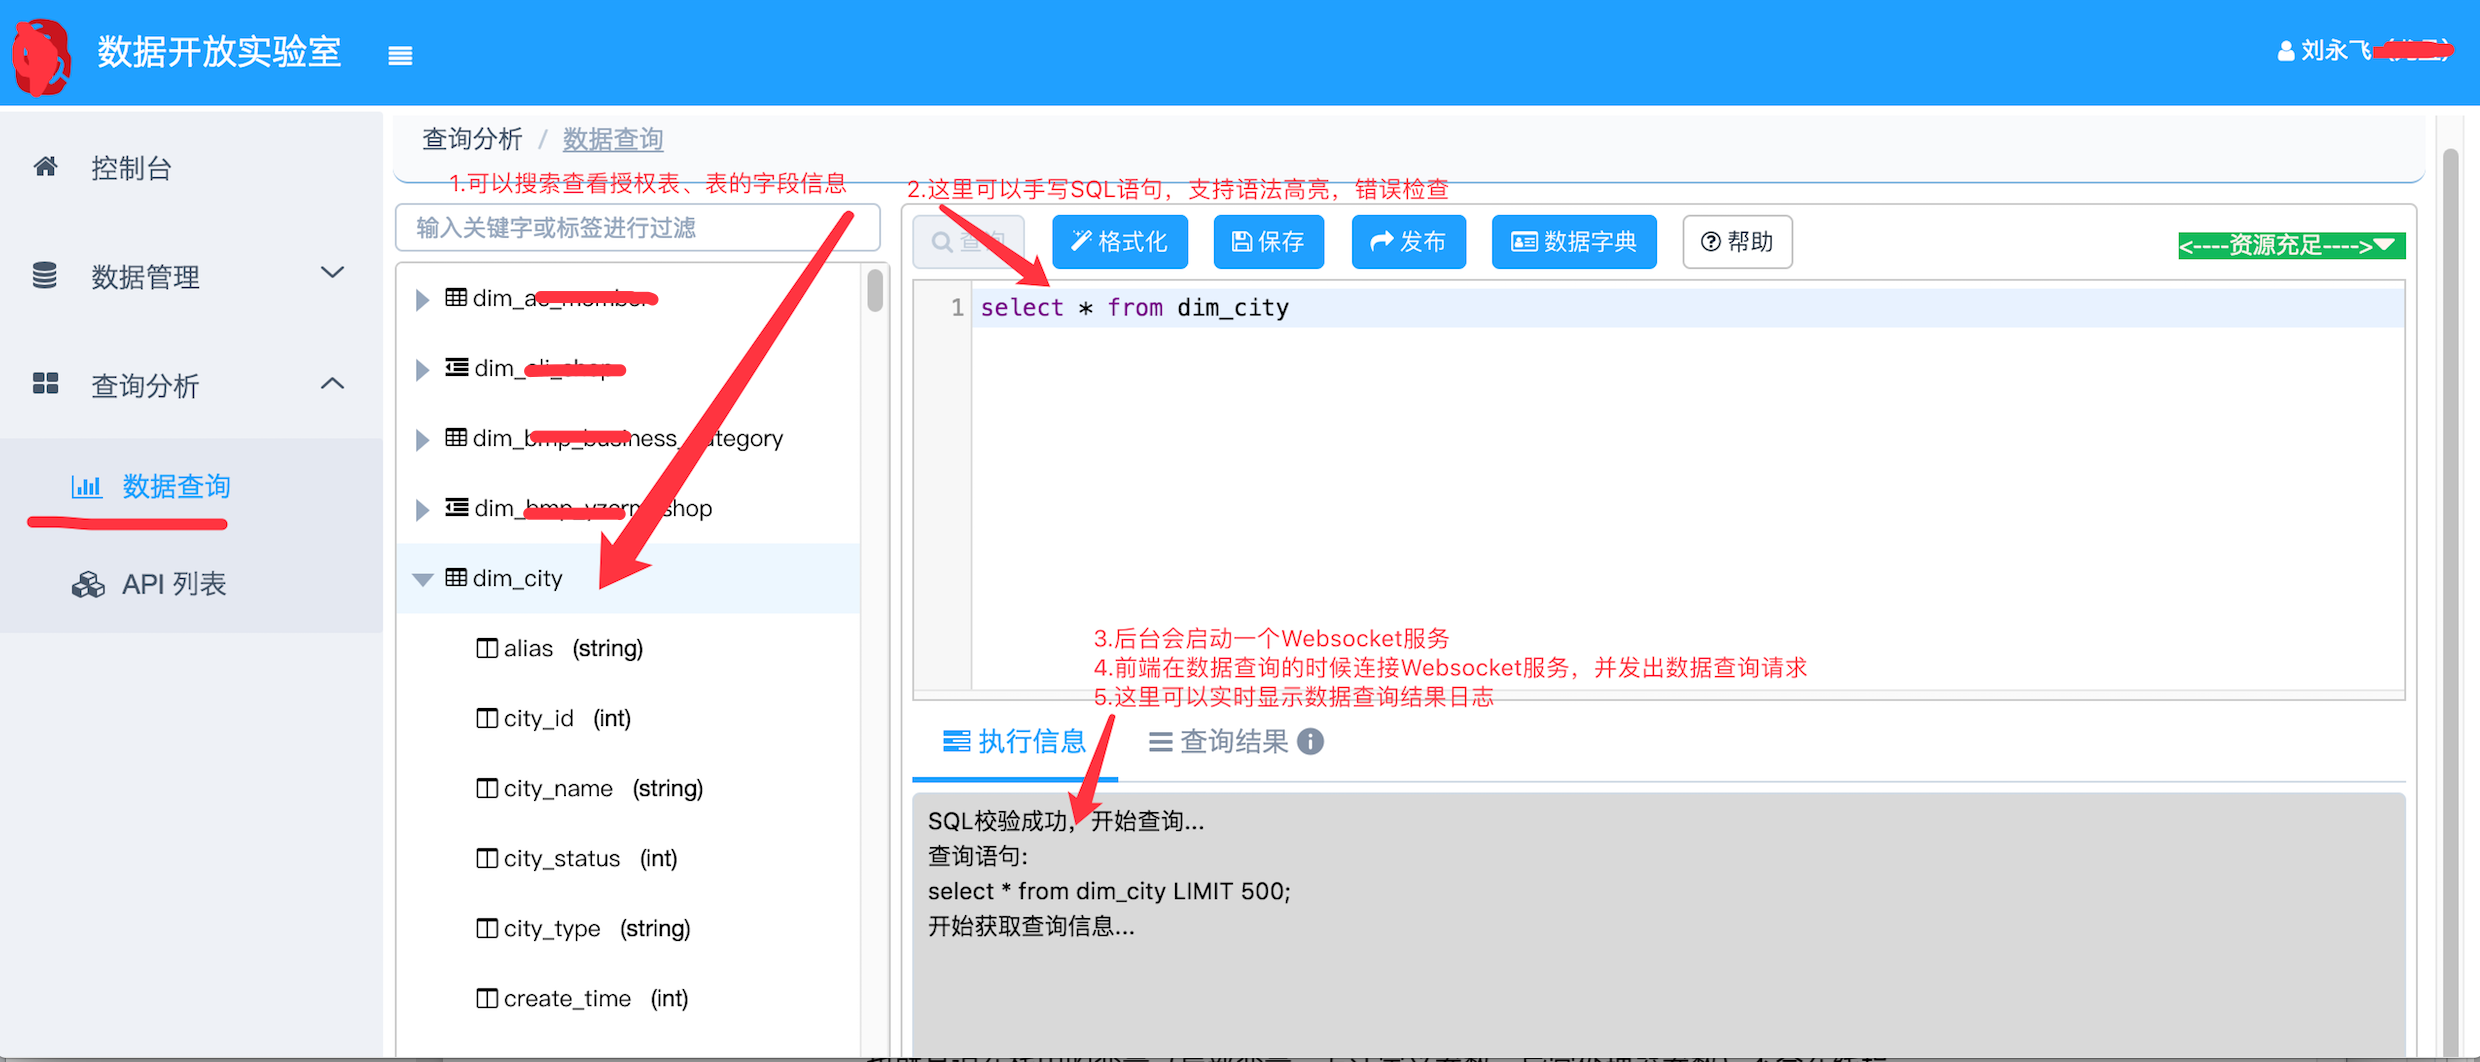 数据开放实验室
刘永飞
控制台
数据管理
查询分析
数据查询
API 列表
查询分析 / 数据查询
1.可以搜索查看授权表、表的字段信息
输入关键字或标签进行过滤
dim_
dim_
dim_ tegory
dim_ shop
dim_city
alias (string)
city_id (int)
city_name (string)
city_status (int)
city_type (string)
create_time (int)
2.这里可以手写SQL语句，支持语法高亮，错误检查
查询 格式化 保存 发布 数据字典 帮助
<----资源充足---->
1 select * from dim_city
3.后台会启动一个Websocket服务
4.前端在数据查询的时候连接Websocket服务，并发出数据查询请求
5.这里可以实时显示数据查询结果日志
执行信息 查询结果
SQL校验成功，开始查询...
查询语句:
select * from dim_city LIMIT 500;
开始获取查询信息...